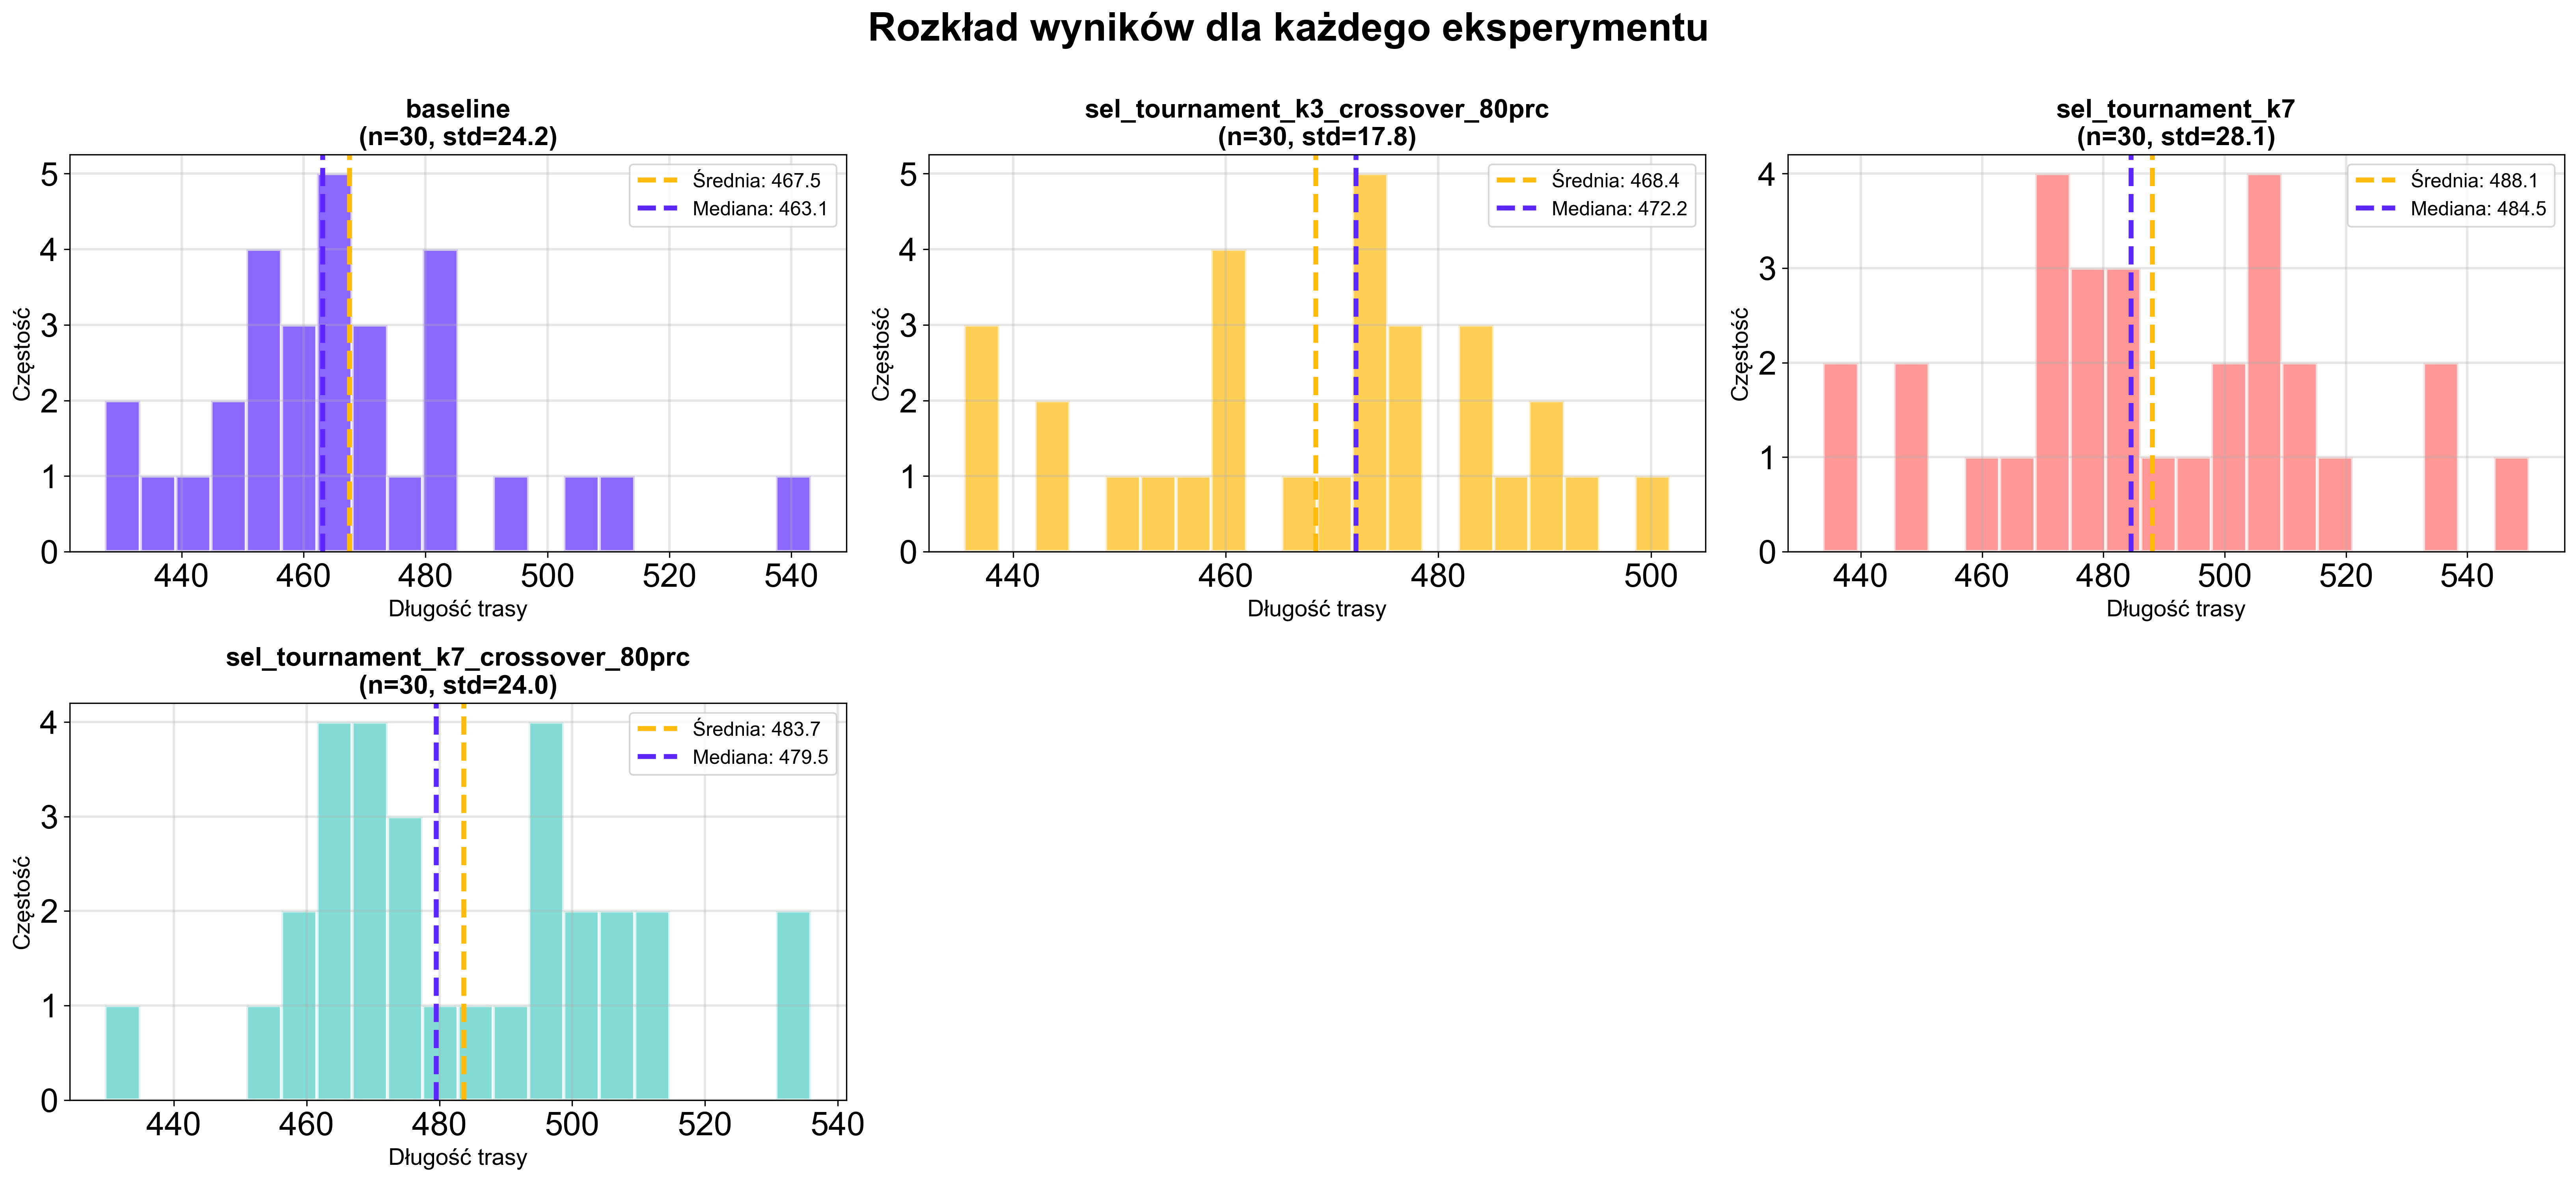 Rozkład wyników dla każdego eksperymentu
baseline
(n=30, std=24.2)
Częstość
5
4
3
2
1
0
Średnia: 467.5
Mediana: 463.1
440 460 480 500 520 540
Długość trasy
sel_tournament_k3_crossover_80prc
(n=30, std=17.8)
Częstość
5
4
3
2
1
0
Średnia: 468.4
Mediana: 472.2
440 460 480 500
Długość trasy
sel_tournament_k7
(n=30, std=28.1)
Częstość
4
3
2
1
0
Średnia: 488.1
Mediana: 484.5
440 460 480 500 520 540
Długość trasy
sel_tournament_k7_crossover_80prc
(n=30, std=24.0)
Częstość
4
3
2
1
0
Średnia: 483.7
Mediana: 479.5
440 460 480 500 520 540
Długość trasy